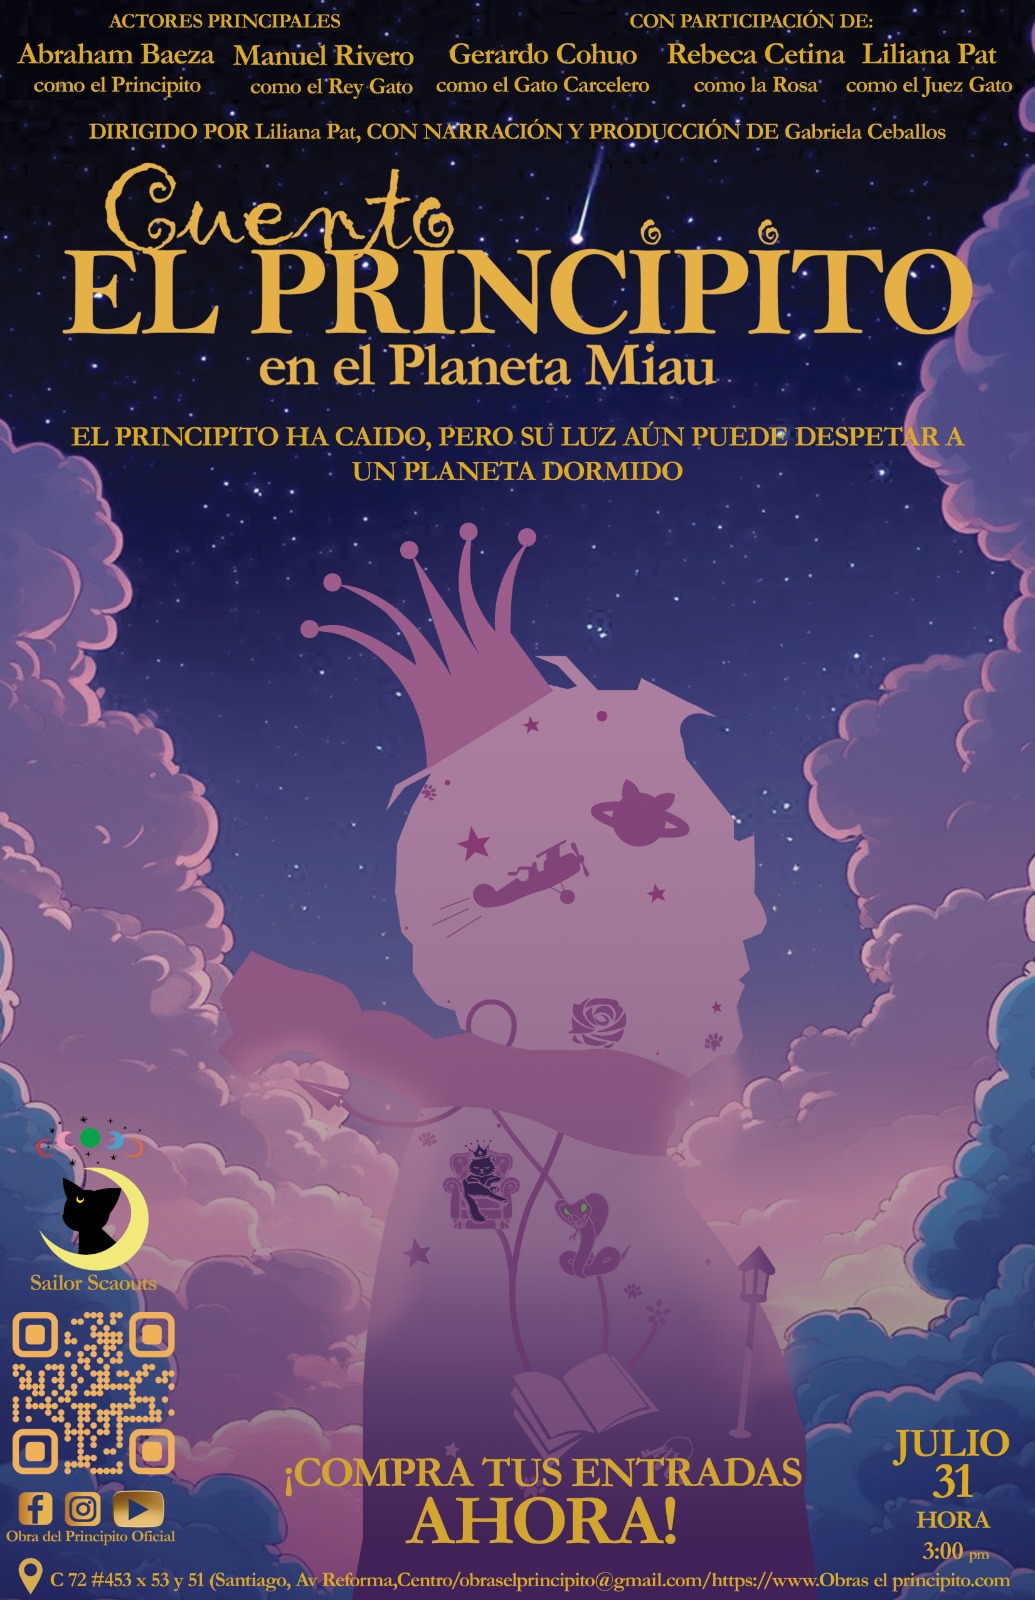 ACTORES PRINCIPALES
CON PARTICIPACIÓN DE:
Abraham Baeza
como el Principito
Manuel Rivero
como el Rey Gato
Gerardo Cohuo
como el Gato Carcelero
Rebeca Cetina
como la Rosa
Liliana Pat
como el Juez Gato
DIRIGIDO POR Liliana Pat, CON NARRACIÓN Y PRODUCCIÓN DE Gabriela Ceballos
Cuento
EL PRINCIPITO
en el Planeta Miau
EL PRINCIPITO HA CAIDO, PERO SU LUZ AÚN PUEDE DESPETAR A
UN PLANETA DORMIDO
Sailor Scaouts
Obra del Principito Oficial
¡COMPRA TUS ENTRADAS
AHORA!
JULIO
31
HORA
3:00 pm
C 72 #453 x 53 y 51 (Santiago, Av Reforma,Centro/obraselprincipito@gmail.com/https://www.Obras el principito.com